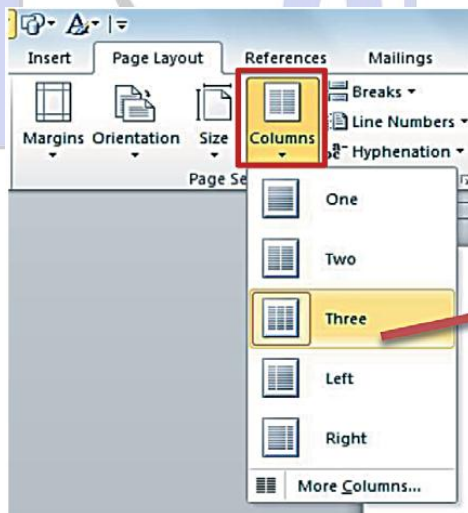 Insert Page Layout References Mailings
Margins Orientation Size Columns
Breaks
Line Numbers
Hyphenation
Page Se
One
Two
Three
Left
Right
More Columns...